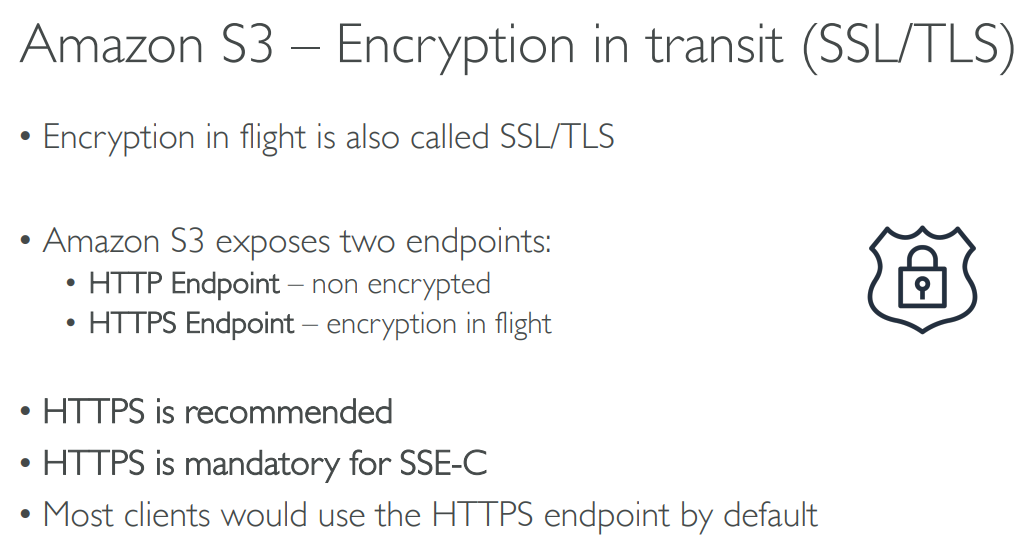 Amazon S3 – Encryption in transit (SSL/TLS)
• Encryption in flight is also called SSL/TLS
• Amazon S3 exposes two endpoints:
• HTTP Endpoint – non encrypted
• HTTPS Endpoint – encryption in flight
• HTTPS is recommended
• HTTPS is mandatory for SSE-C
• Most clients would use the HTTPS endpoint by default